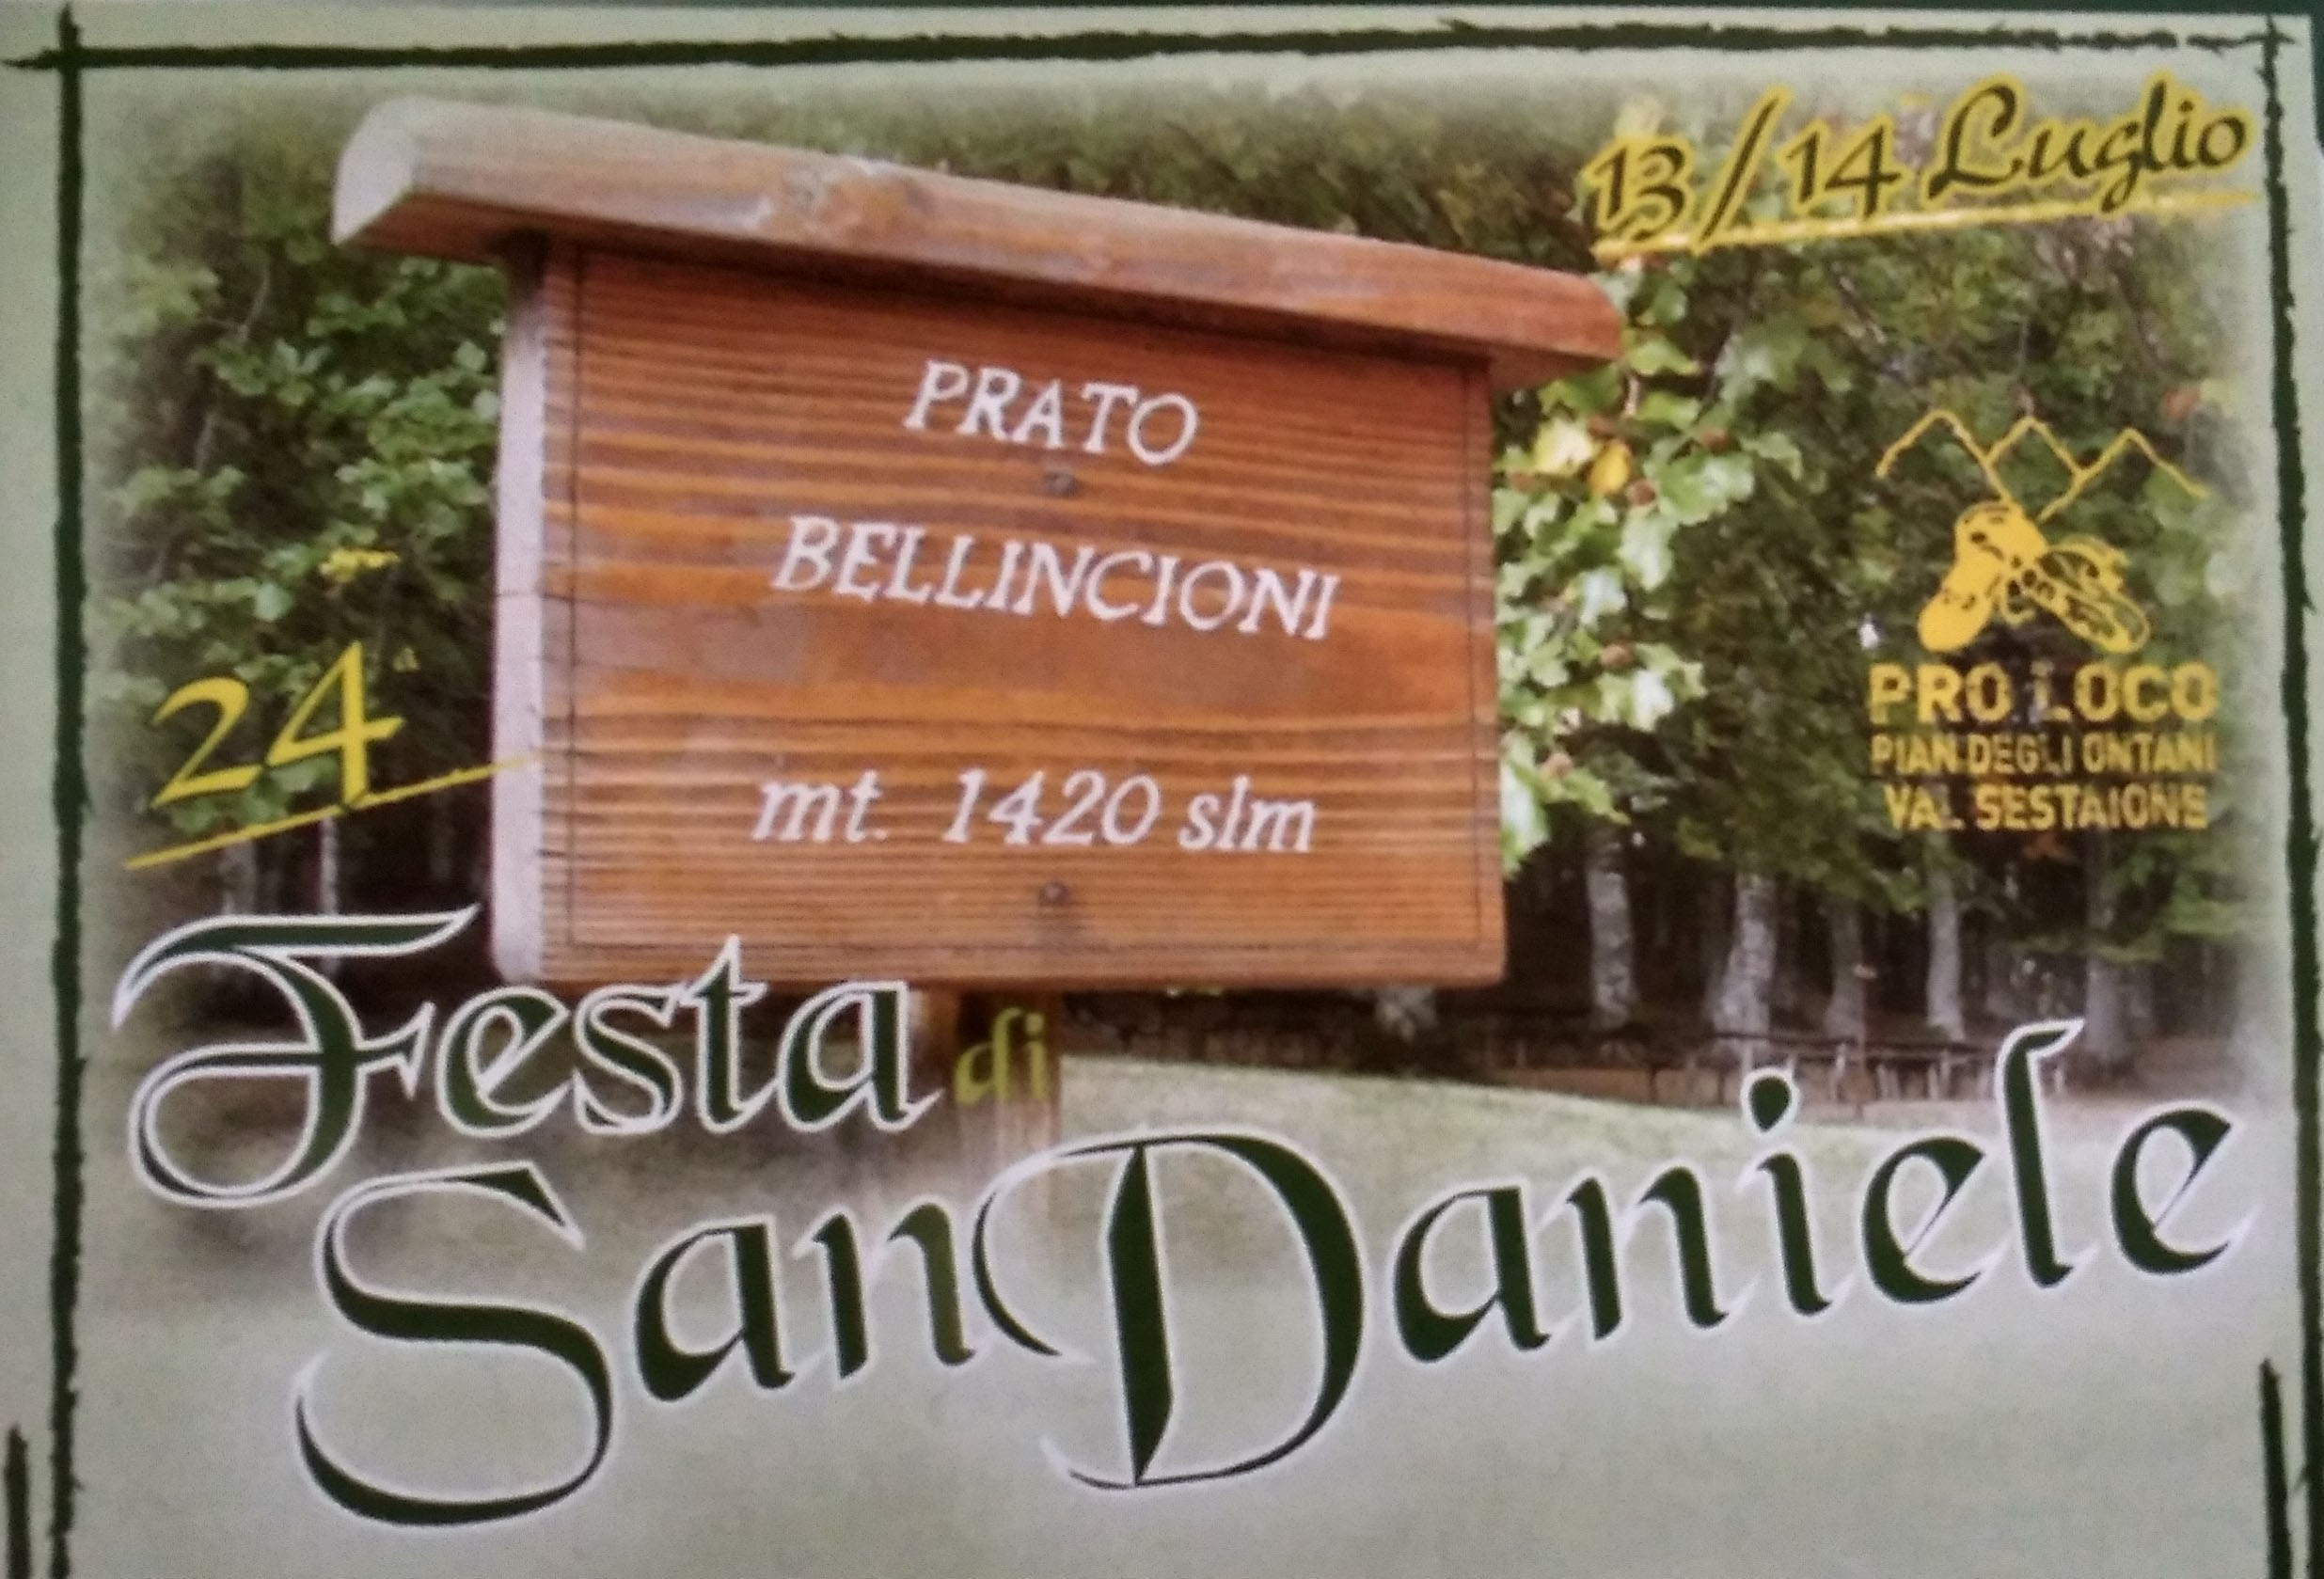 13/14 Luglio
PRATO
BELLINCIONI
mt. 1420 slm
PRO LOCO
PIAN DEGLI ONTANI
VAL SESTAIONE
24ª
Festa di
San Daniele